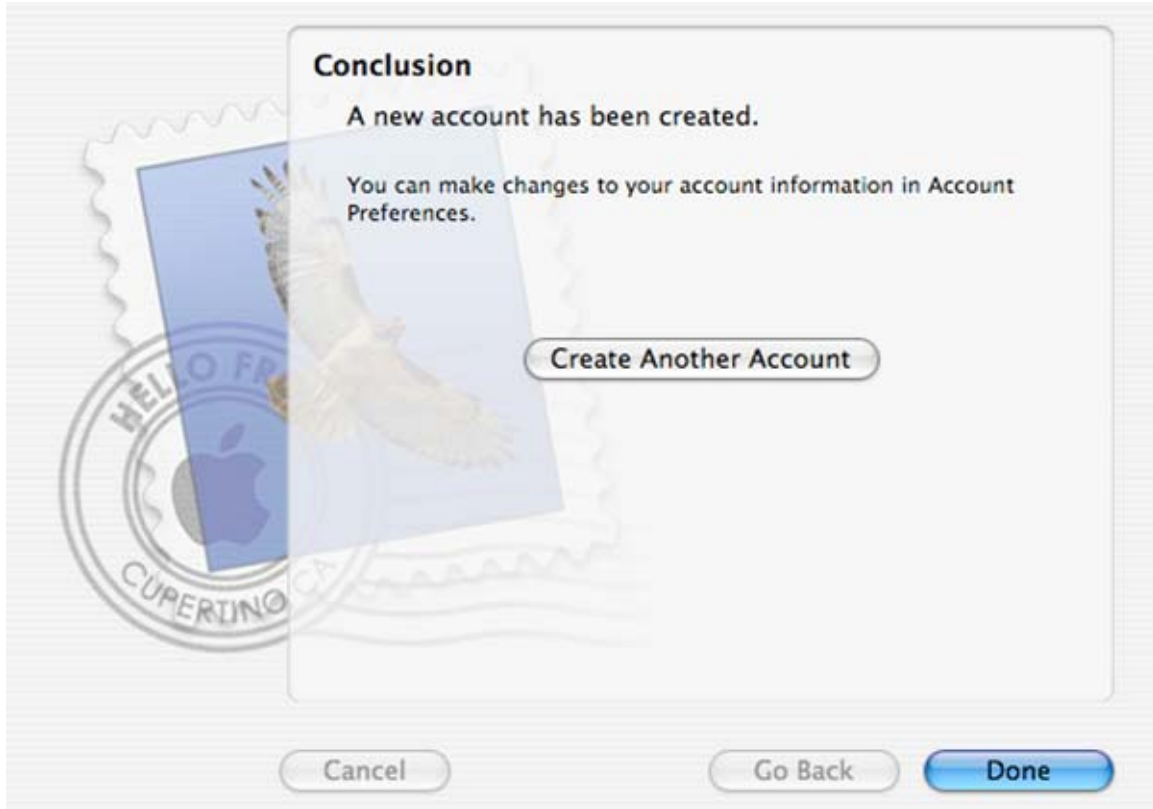 Conclusion
A new account has been created.
You can make changes to your account information in Account
Preferences.
Create Another Account
HELLO FR
CUPERTINO CA
Cancel
Go Back
Done